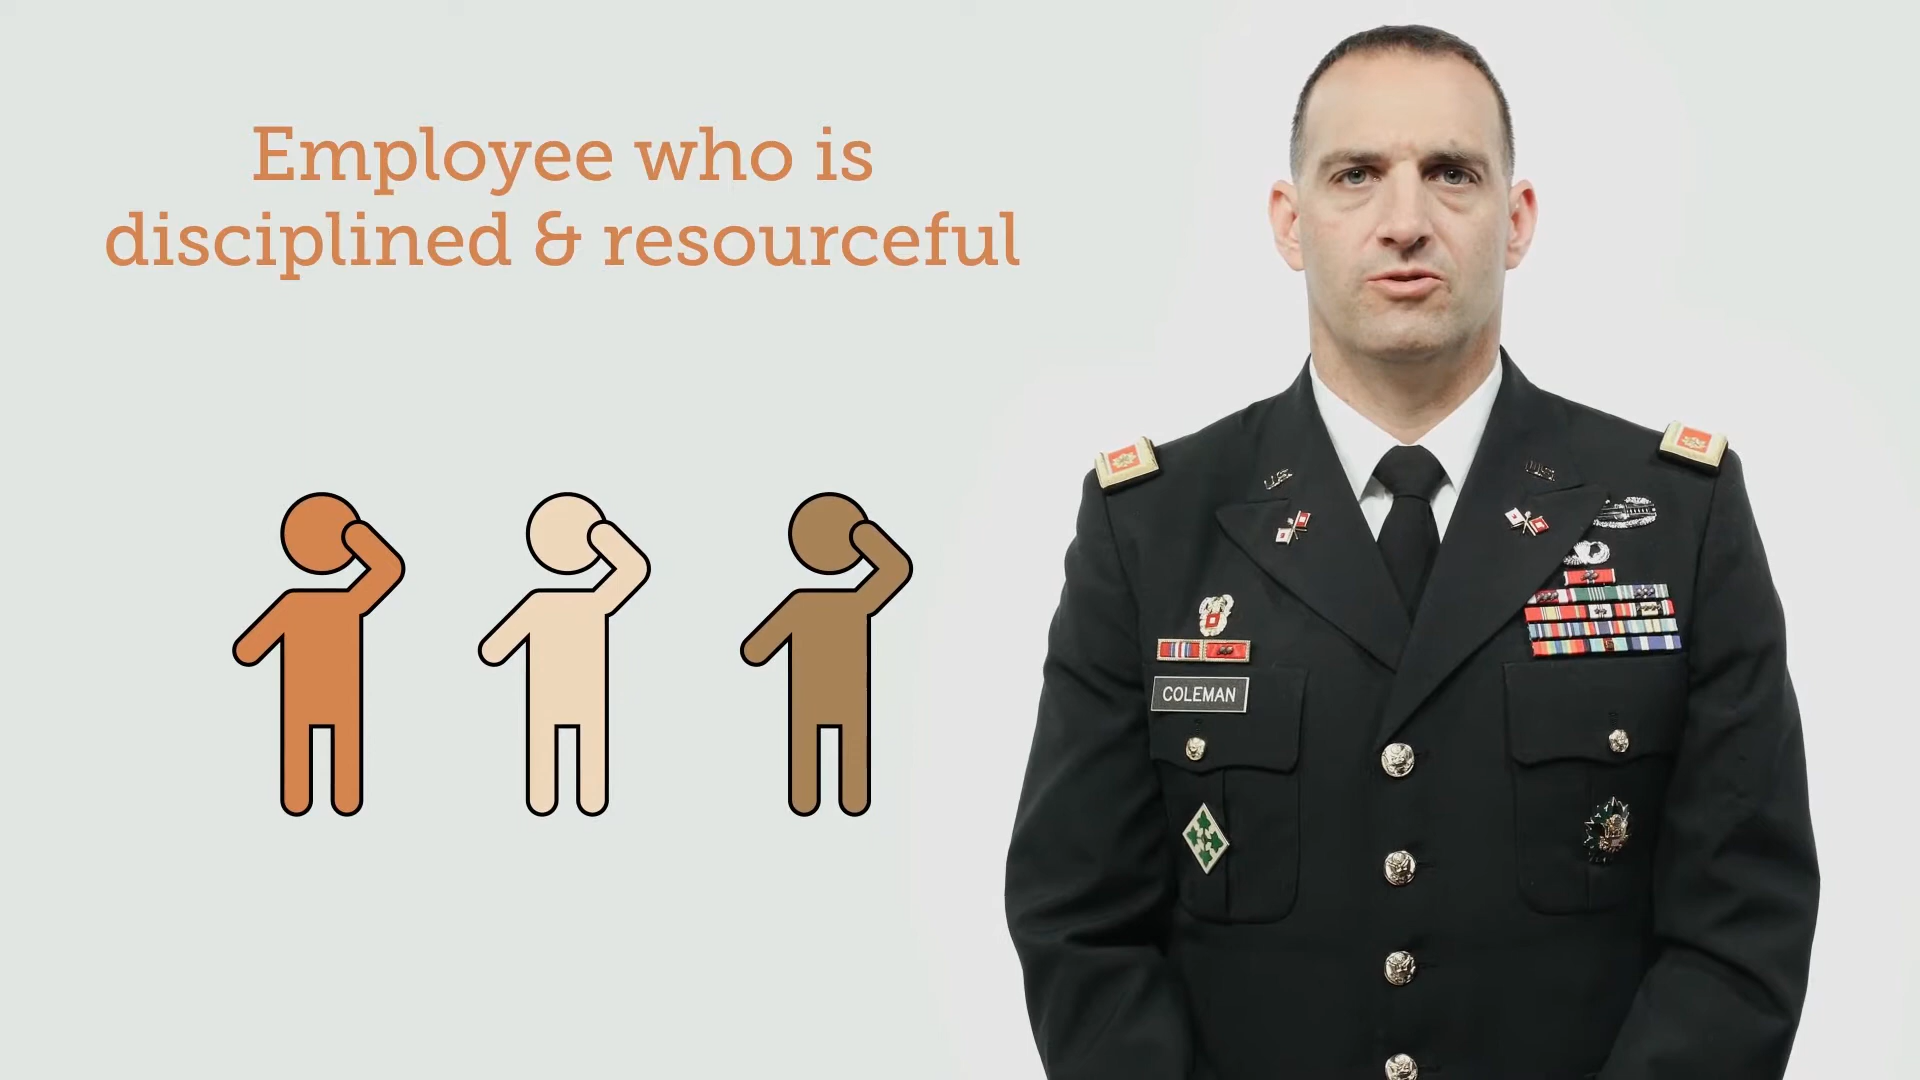 Employee who is
disciplined & resourceful
U.S.
U.S.
COLEMAN